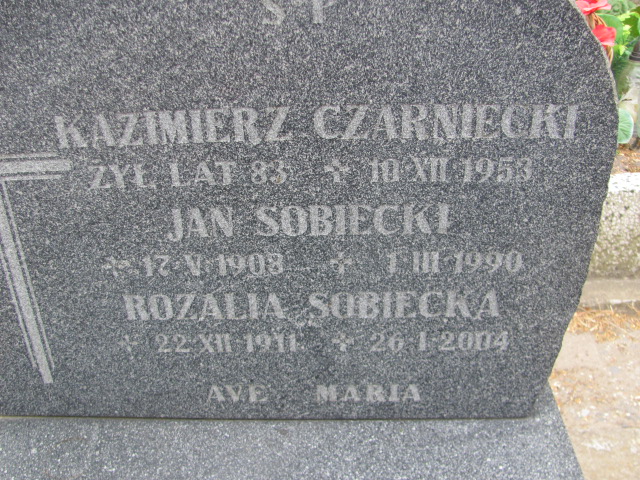 Ś P
KAZIMIERZ CZARNIECKI
ŻYŁ LAT 83 + 10 XII 1953
JAN SOBIECKI
* 17 V 1908 + 1 III 1990
ROZALIA SOBIECKA
* 22 XII 1911 + 26 I 2004
AVE MARIA